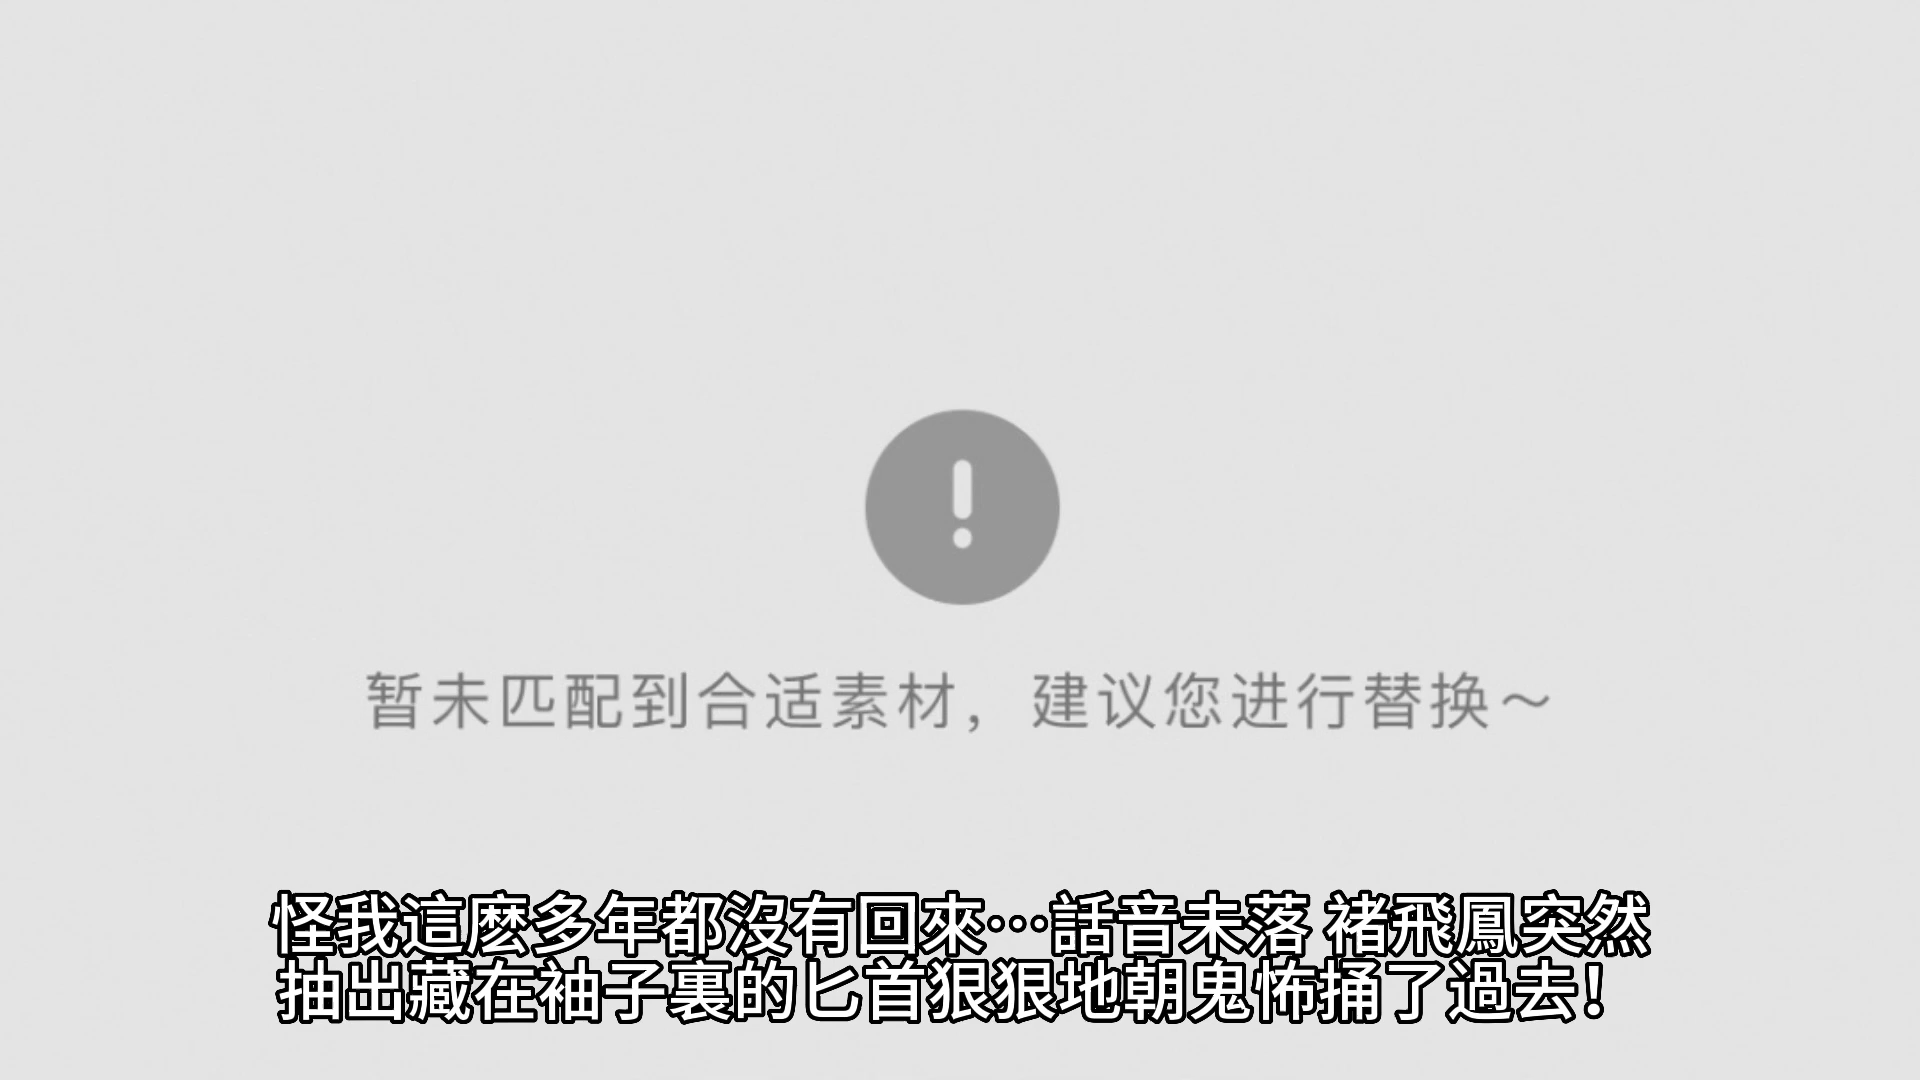 暂未匹配到合适素材，建议您进行替换～
怪我這麽多年都沒有回來…話音未落 褚飛鳳突然
抽出藏在袖子裏的匕首狠狠地朝鬼怖捅了過去！